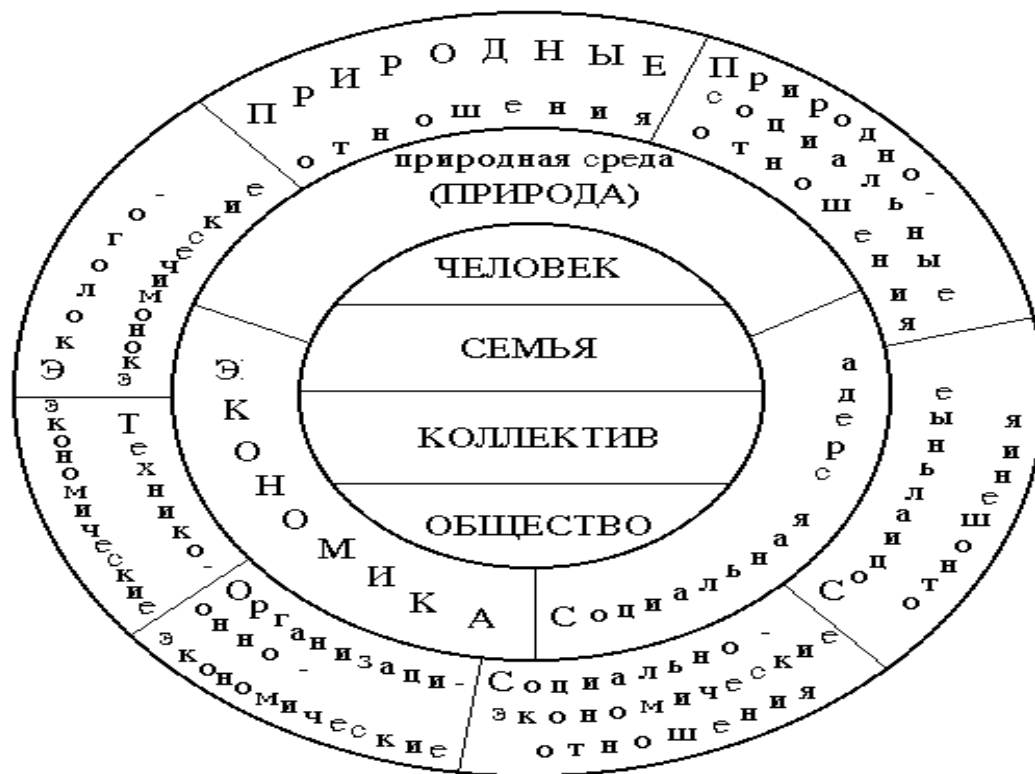 ПРИРОДНЫЕ
отношения
Природно-
социальные
отношения
Социальные
отношения
Социально-
экономические
отношения
Организаци-
онно-
экономические
Технико-
экономические
Эколого-
экономические
природная среда
(ПРИРОДА)
Социальная среда
ЭКОНОМИКА
ЧЕЛОВЕК
СЕМЬЯ
КОЛЛЕКТИВ
ОБЩЕСТВО